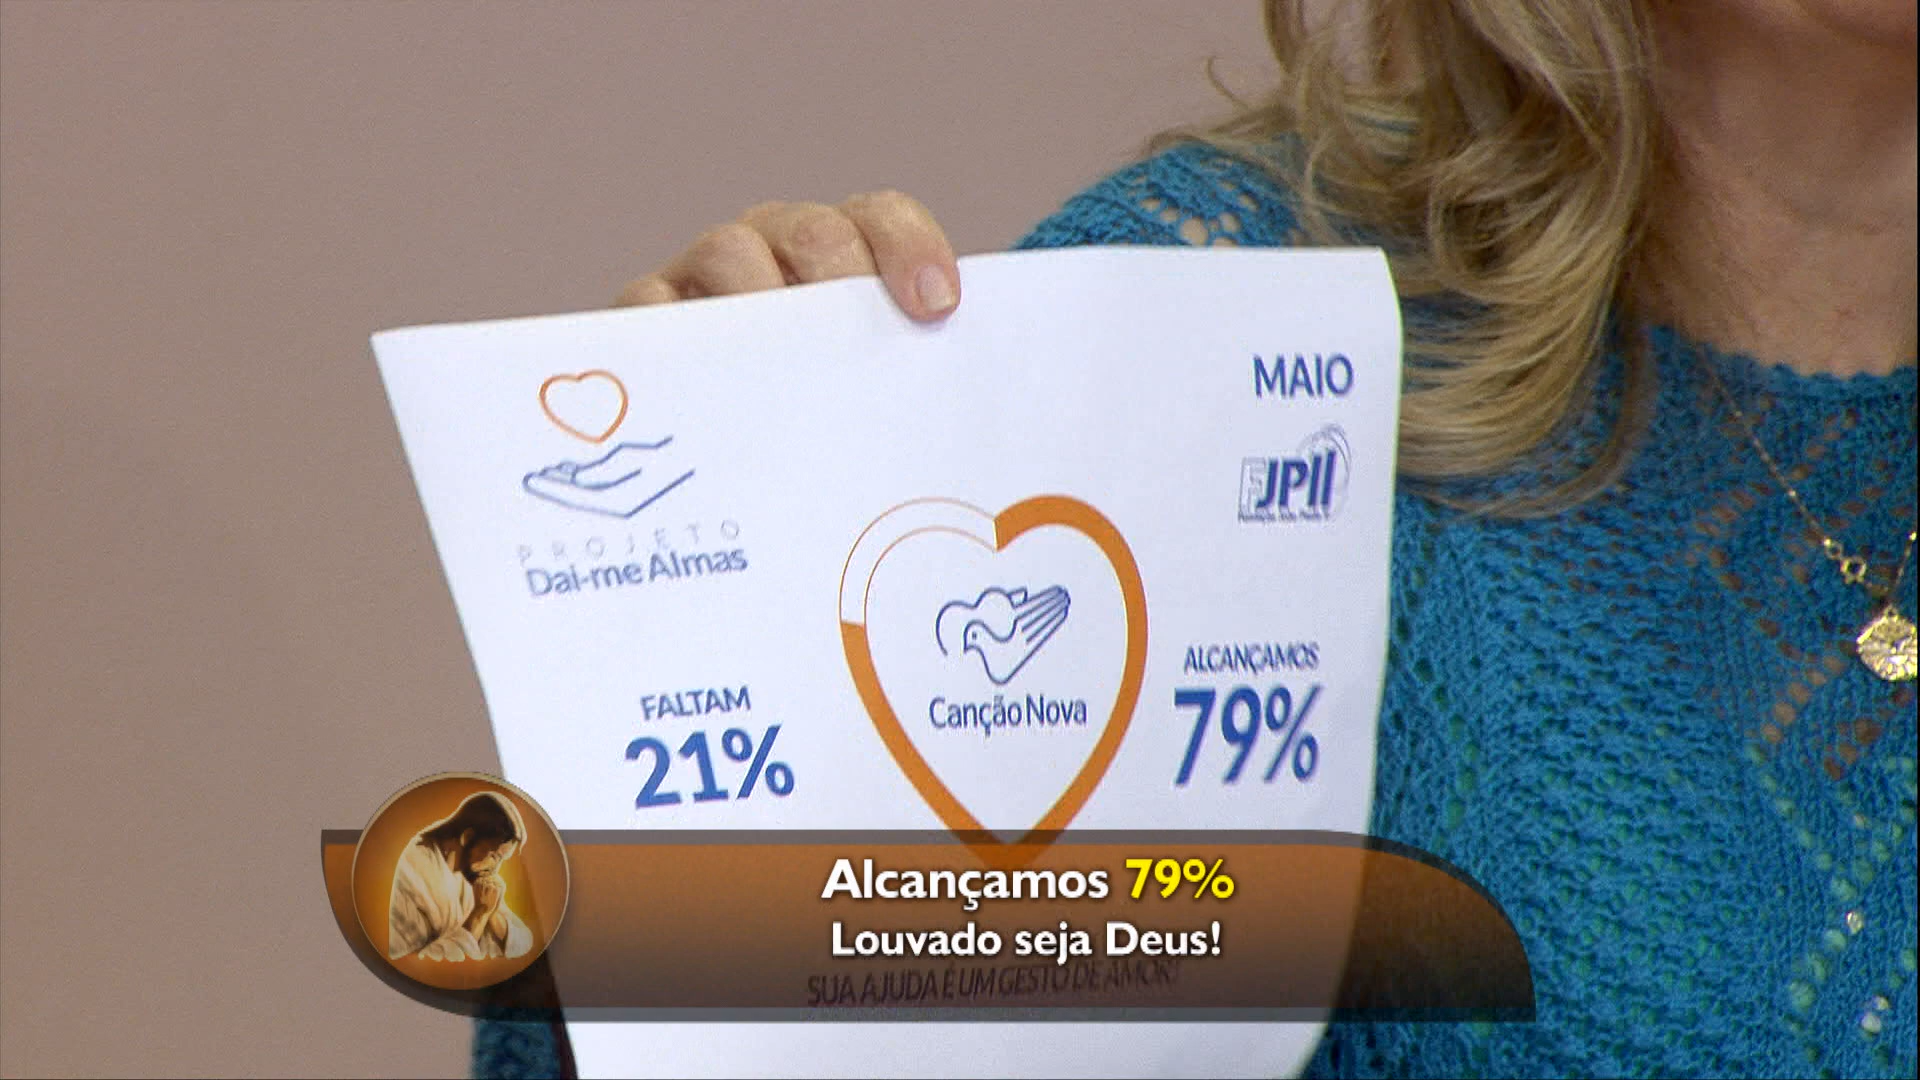 MAIO
FJPII
PROJETO
Dai-me Almas
Canção Nova
ALCANÇAMOS
79%
FALTAM
21%
Alcançamos 79%
Louvado seja Deus!
SUA AJUDA É UM GESTO DE AMOR!